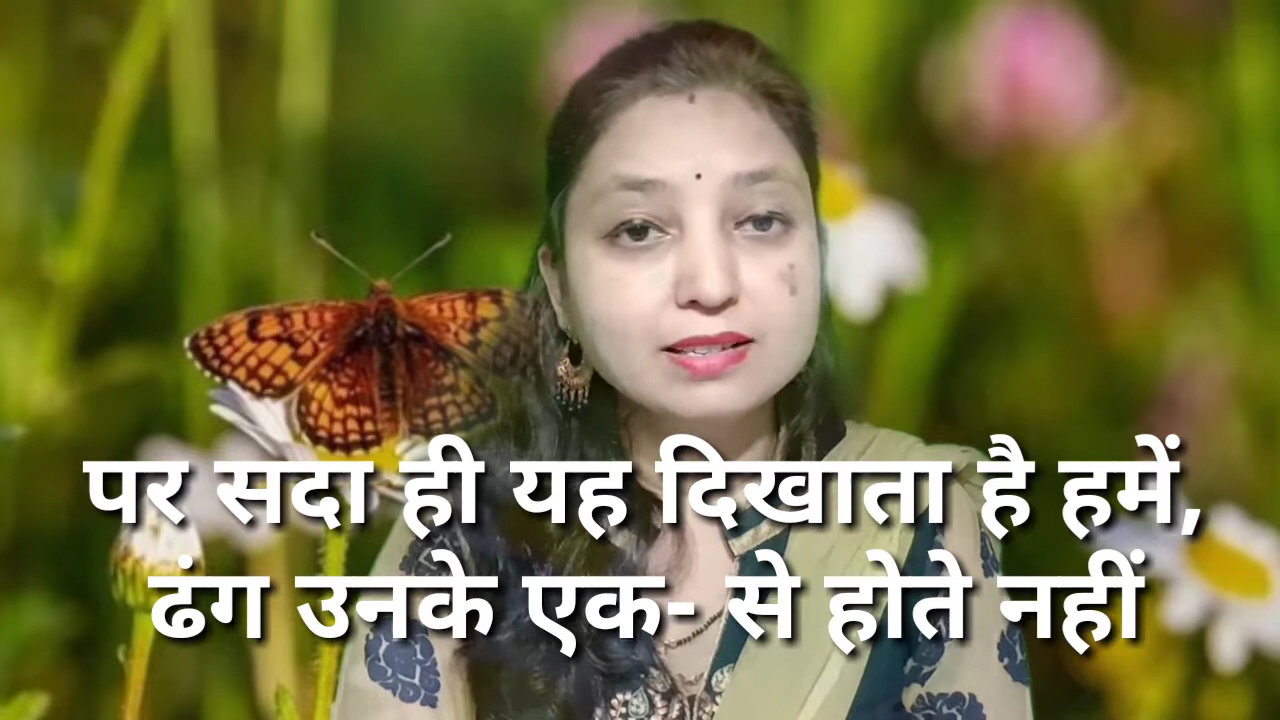 पर सदा ही यह दिखाता है हमें,
ढंग उनके एक- से होते नहीं